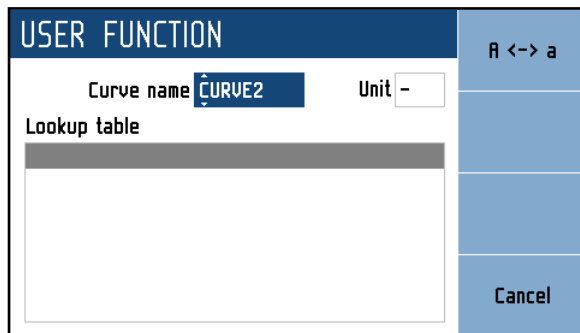 USER FUNCTION
A <-> a
Curve name CURVE2 Unit -
Lookup table
Cancel